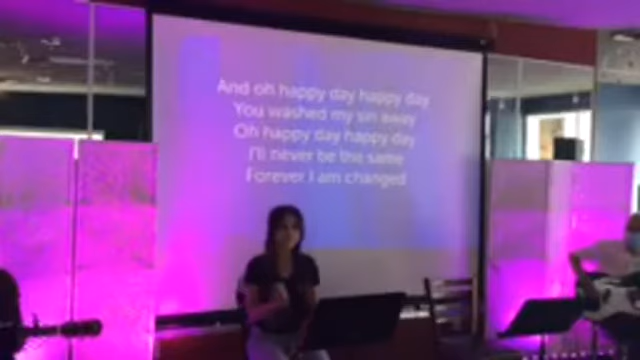 And oh happy day happy day
You washed my sin away
Oh happy day happy day
I'll never be the same
Forever I am changed